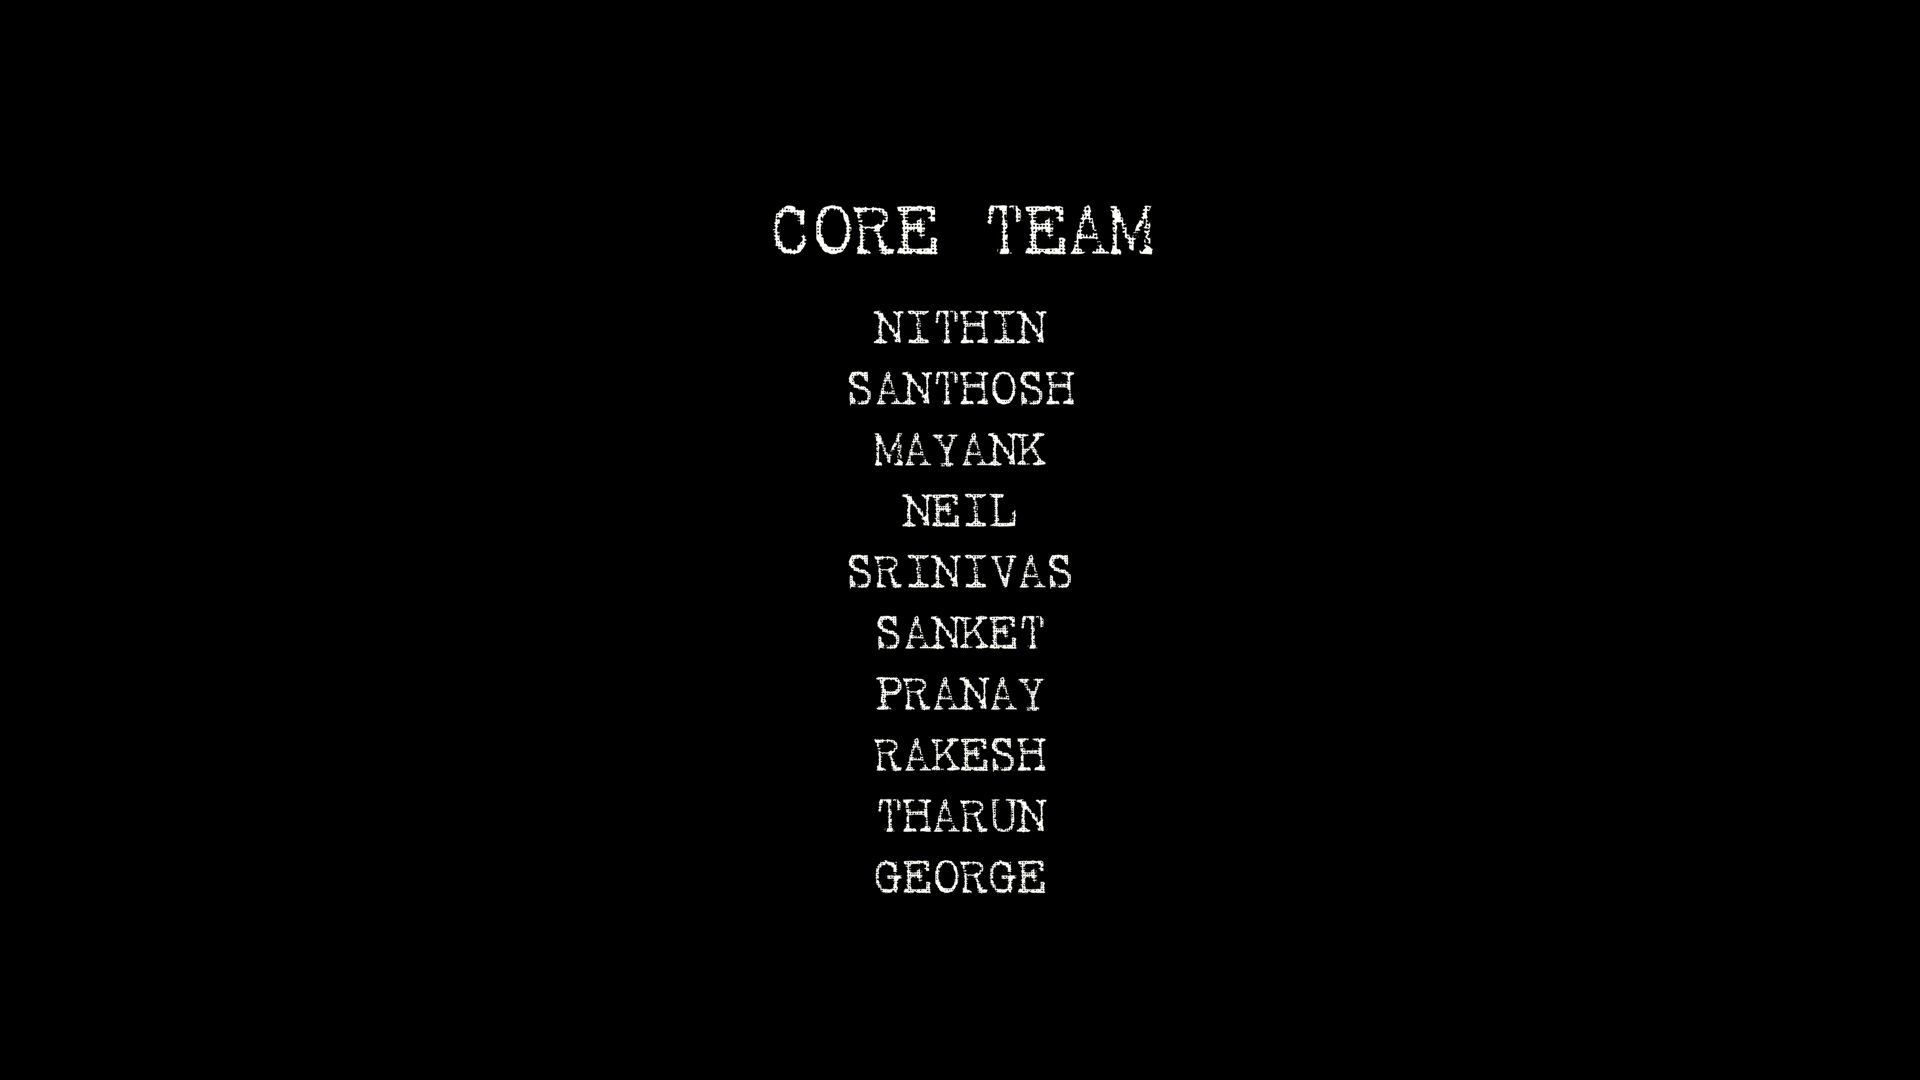 CORE TEAM
NITHIN
SANTHOSH
MAYANK
NEIL
SRINIVAS
SANKET
PRANAY
RAKESH
THARUN
GEORGE